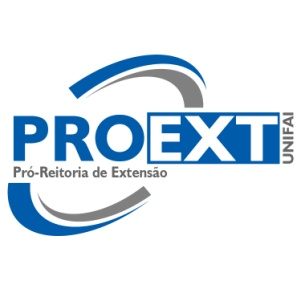 PROEXT
UNIFAI
Pró-Reitoria de Extensão